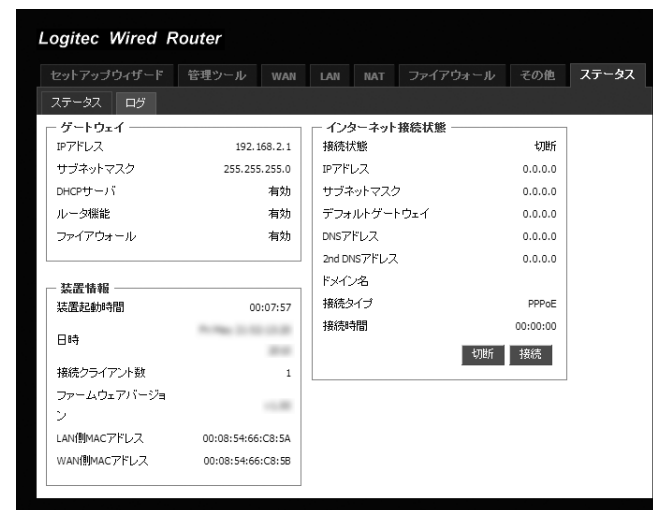 Logitec Wired Router
セットアップウィザード 管理ツール WAN LAN NAT ファイアウォール その他 ステータス
ステータス ログ
ゲートウェイ
IPアドレス 192.168.2.1
サブネットマスク 255.255.255.0
DHCPサーバ 有効
ルータ機能 有効
ファイアウォール 有効
装置情報
装置起動時間 00:07:57
日時
接続クライアント数 1
ファームウェアバージョ
ン
LAN側MACアドレス 00:08:54:66:C8:5A
WAN側MACアドレス 00:08:54:66:C8:5B
インターネット接続状態
接続状態 切断
IPアドレス 0.0.0.0
サブネットマスク 0.0.0.0
デフォルトゲートウェイ 0.0.0.0
DNSアドレス 0.0.0.0
2nd DNSアドレス 0.0.0.0
ドメイン名
接続タイプ PPPoE
接続時間 00:00:00
切断 接続